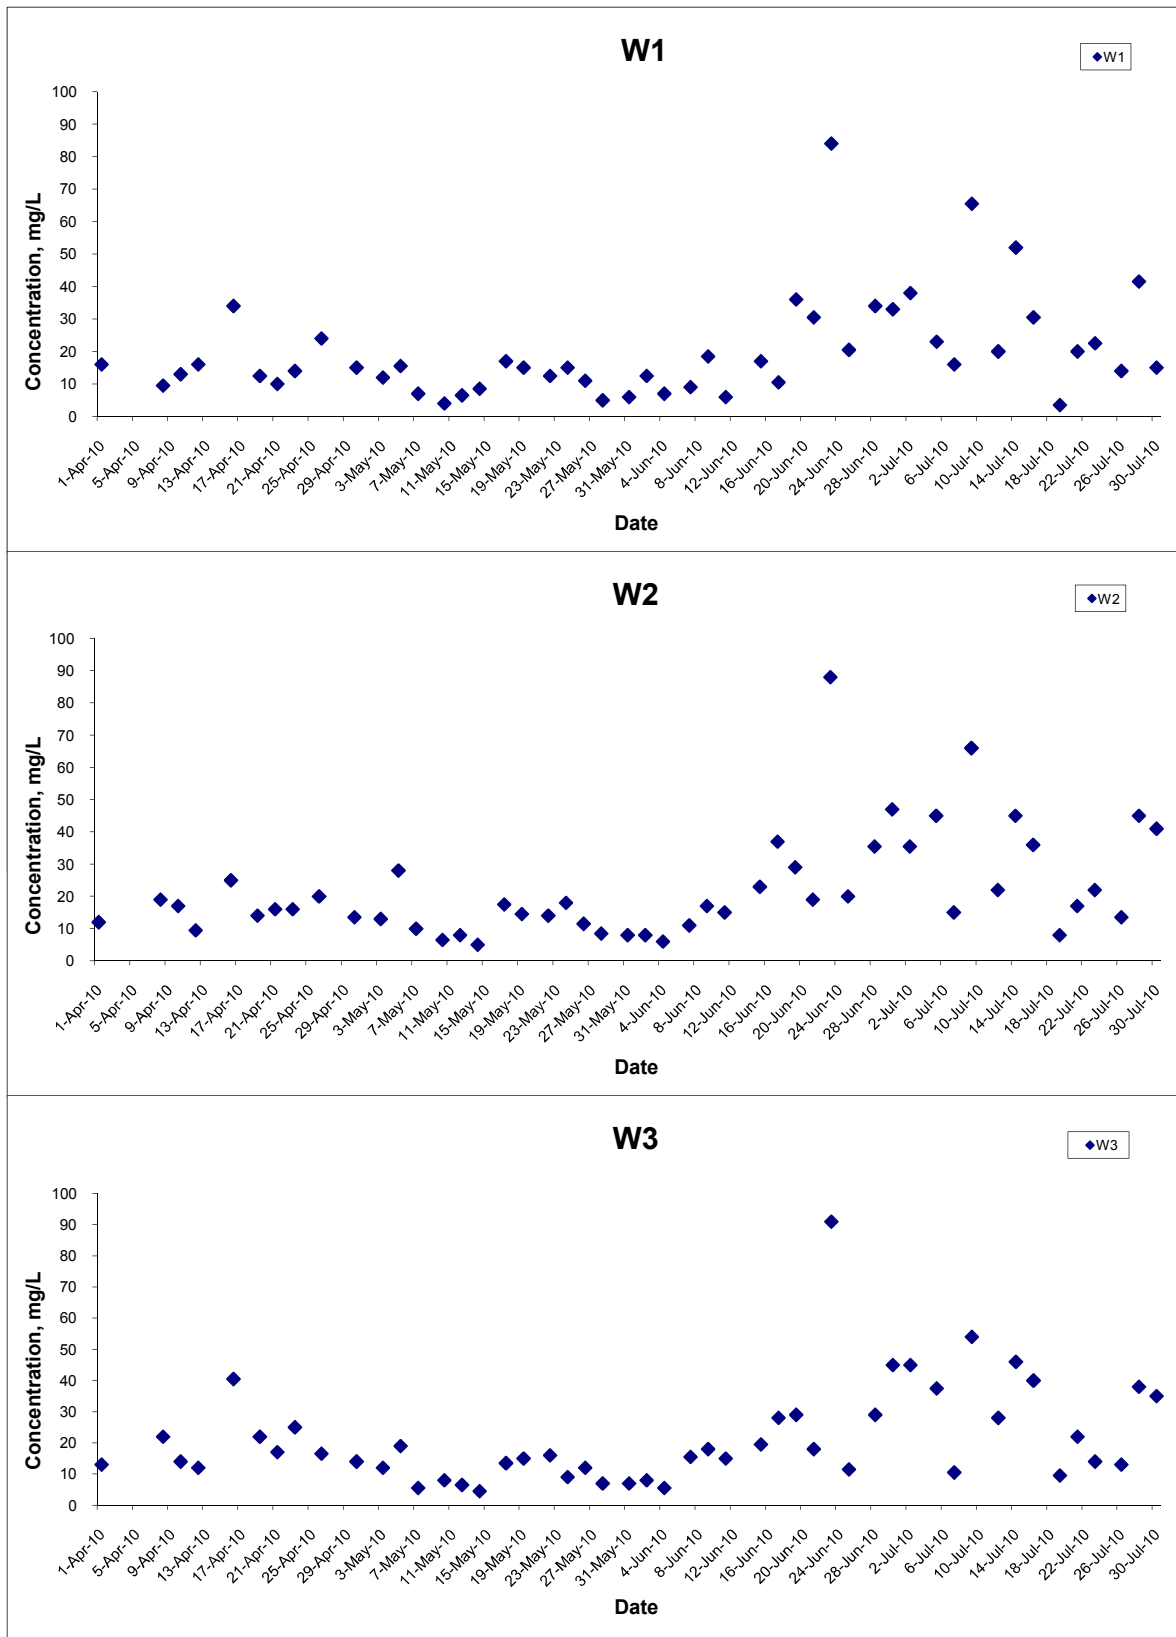 W1
W1
100
90
80
70
60
50
40
30
20
10
0
Concentration, mg/L
1-Apr-10 5-Apr-10 9-Apr-10 13-Apr-10 17-Apr-10 21-Apr-10 25-Apr-10 29-Apr-10 3-May-10 7-May-10 11-May-10 15-May-10 19-May-10 23-May-10 27-May-10 31-May-10 4-Jun-10 8-Jun-10 12-Jun-10 16-Jun-10 20-Jun-10 24-Jun-10 28-Jun-10 2-Jul-10 6-Jul-10 10-Jul-10 14-Jul-10 18-Jul-10 22-Jul-10 26-Jul-10 30-Jul-10
Date
W2
W2
100
90
80
70
60
50
40
30
20
10
0
Concentration, mg/L
1-Apr-10 5-Apr-10 9-Apr-10 13-Apr-10 17-Apr-10 21-Apr-10 25-Apr-10 29-Apr-10 3-May-10 7-May-10 11-May-10 15-May-10 19-May-10 23-May-10 27-May-10 31-May-10 4-Jun-10 8-Jun-10 12-Jun-10 16-Jun-10 20-Jun-10 24-Jun-10 28-Jun-10 2-Jul-10 6-Jul-10 10-Jul-10 14-Jul-10 18-Jul-10 22-Jul-10 26-Jul-10 30-Jul-10
Date
W3
W3
100
90
80
70
60
50
40
30
20
10
0
Concentration, mg/L
1-Apr-10 5-Apr-10 9-Apr-10 13-Apr-10 17-Apr-10 21-Apr-10 25-Apr-10 29-Apr-10 3-May-10 7-May-10 11-May-10 15-May-10 19-May-10 23-May-10 27-May-10 31-May-10 4-Jun-10 8-Jun-10 12-Jun-10 16-Jun-10 20-Jun-10 24-Jun-10 28-Jun-10 2-Jul-10 6-Jul-10 10-Jul-10 14-Jul-10 18-Jul-10 22-Jul-10 26-Jul-10 30-Jul-10
Date